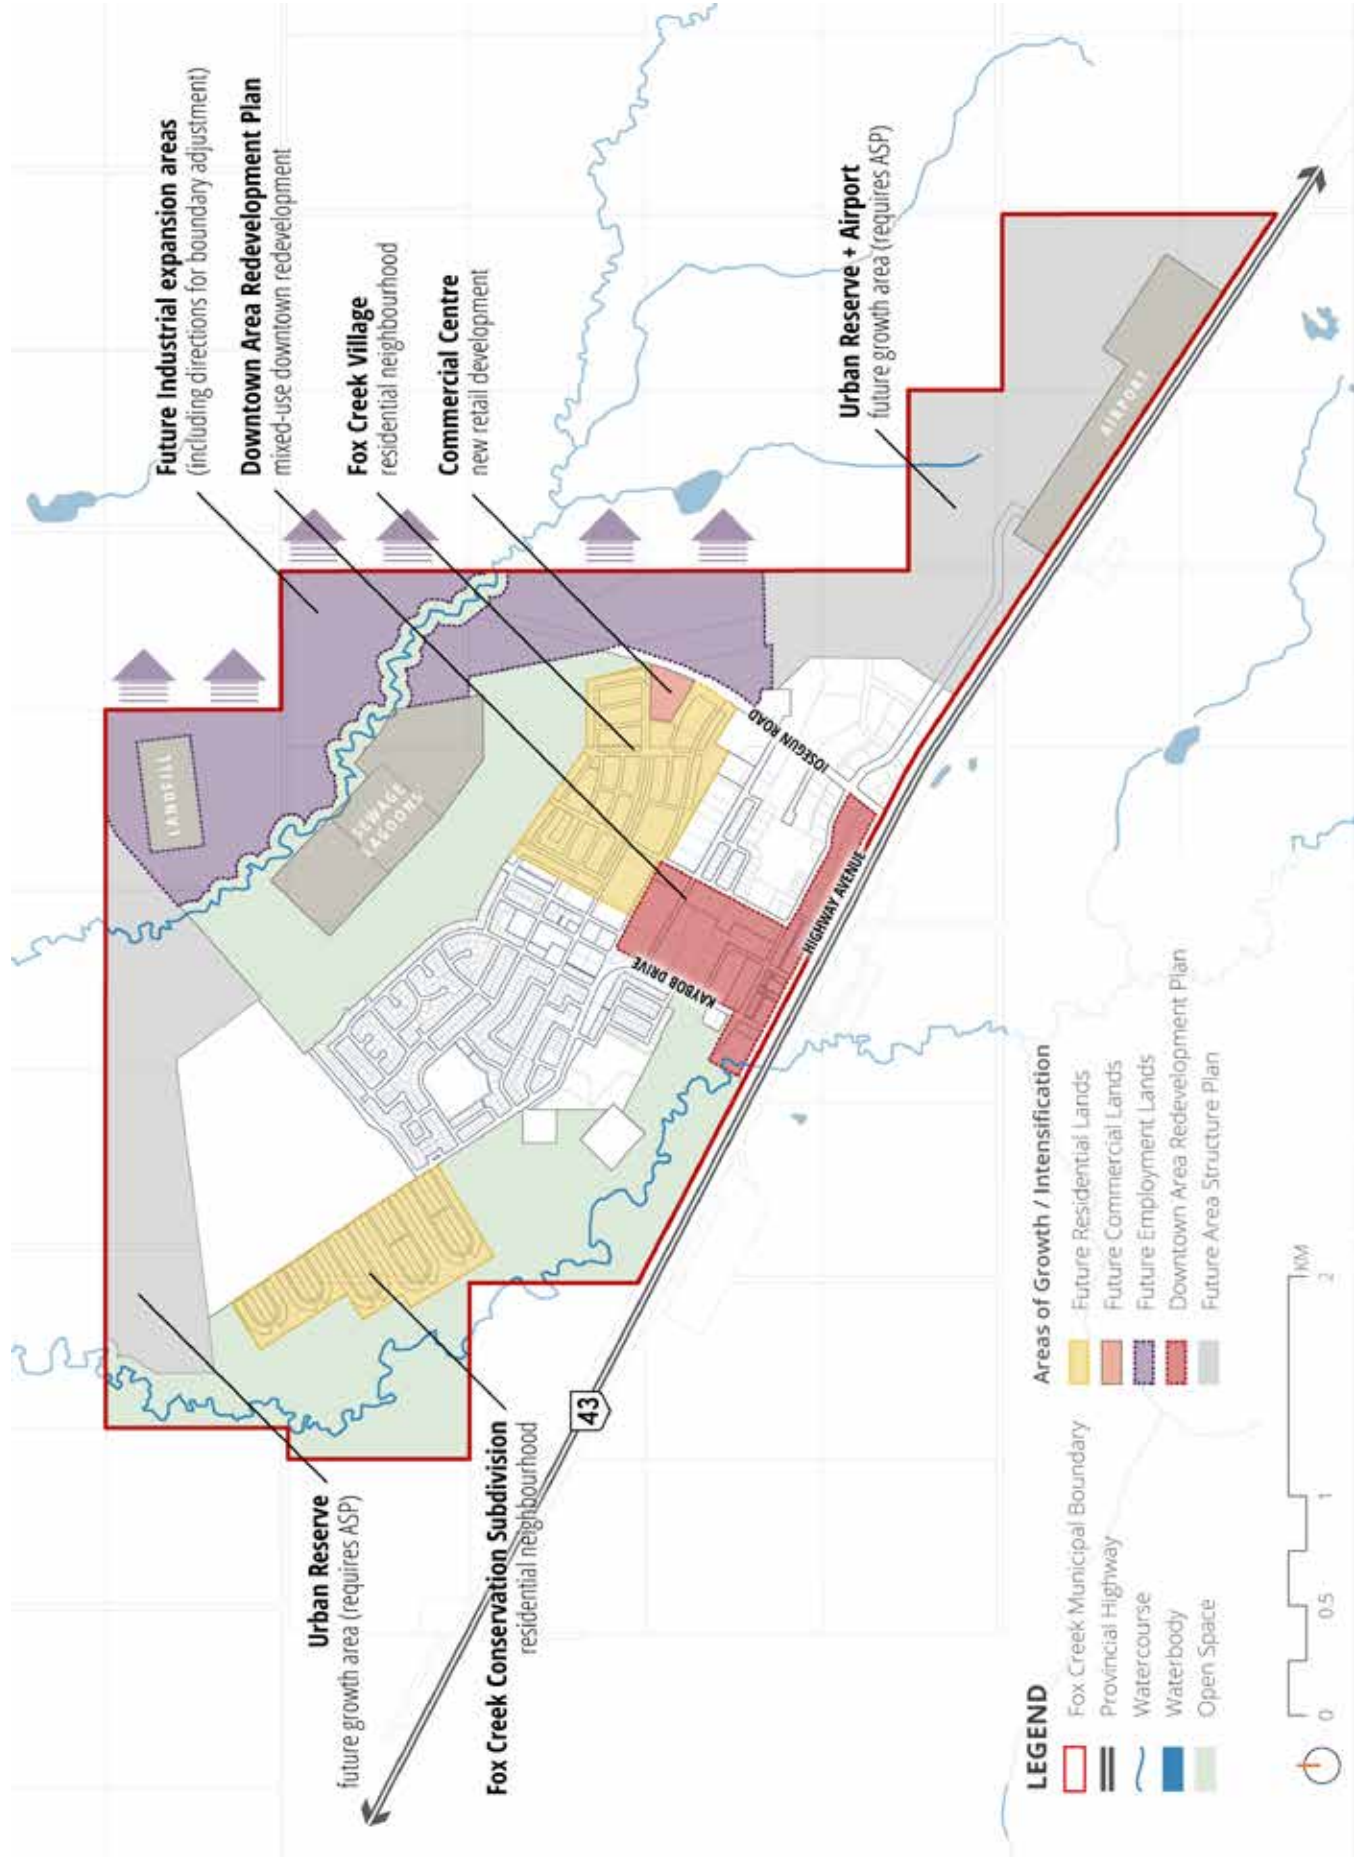 Future Industrial expansion areas
(including directions for boundary adjustment)
Downtown Area Redevelopment Plan
mixed-use downtown redevelopment
Fox Creek Village
residential neighbourhood
Commercial Centre
new retail development
Urban Reserve + Airport
future growth area (requires ASP)
Urban Reserve
future growth area (requires ASP)
Fox Creek Conservation Subdivision
residential neighbourhood
LANDFILL
SEWAGE
LAGOONS
AIRPORT
IOSEGUN ROAD
KAYBOB DRIVE
HIGHWAY AVENUE
43
LEGEND
Fox Creek Municipal Boundary
Provincial Highway
Watercourse
Waterbody
Open Space
Areas of Growth / Intensification
Future Residential Lands
Future Commercial Lands
Future Employment Lands
Downtown Area Redevelopment Plan
Future Area Structure Plan
0 0.5 1 2
KM